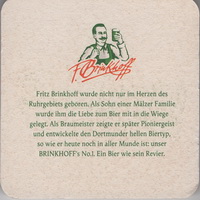 F. Brinkhoff
Fritz Brinkhoff wurde nicht nur im Herzen des
Ruhrgebiets geboren. Als Sohn einer Mälzer Familie
wurde ihm die Liebe zum Bier mit in die Wiege
gelegt. Als Braumeister zeigte er später Pioniergeist
und entwickelte den Dortmunder hellen Biertyp,
so wie er heute noch in aller Munde ist: unser
BRINKHOFF's No.1. Ein Bier wie sein Revier.